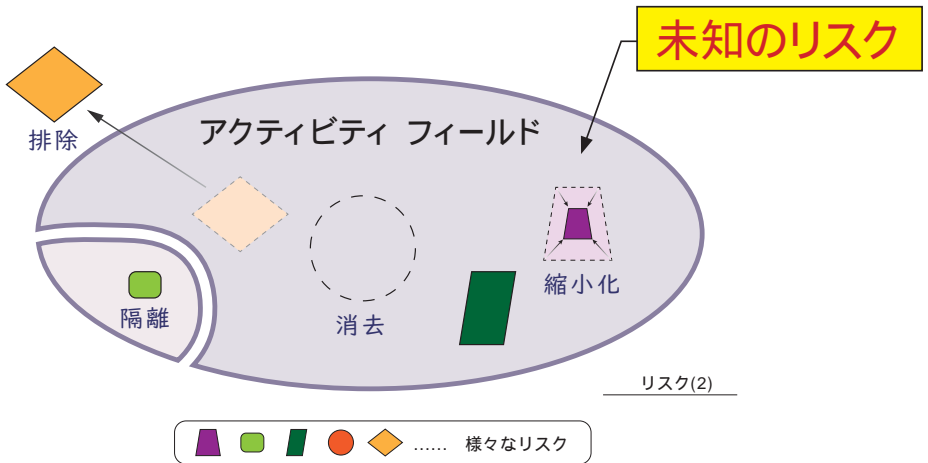 未知のリスク
アクティビティ フィールド
排除
隔離
消去
縮小化
リスク(2)
...... 様々なリスク